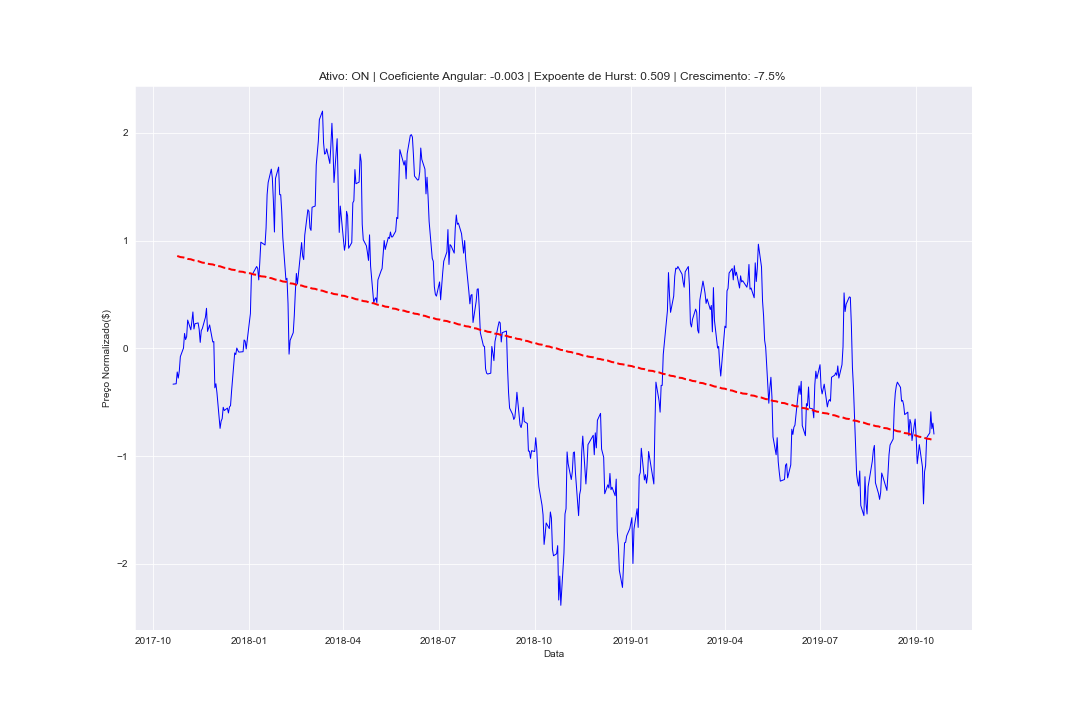 Ativo: ON | Coeficiente Angular: -0.003 | Expoente de Hurst: 0.509 | Crescimento: -7.5%
Preço Normalizado($)
2
1
0
−1
−2
2017-10 2018-01 2018-04 2018-07 2018-10 2019-01 2019-04 2019-07 2019-10
Data